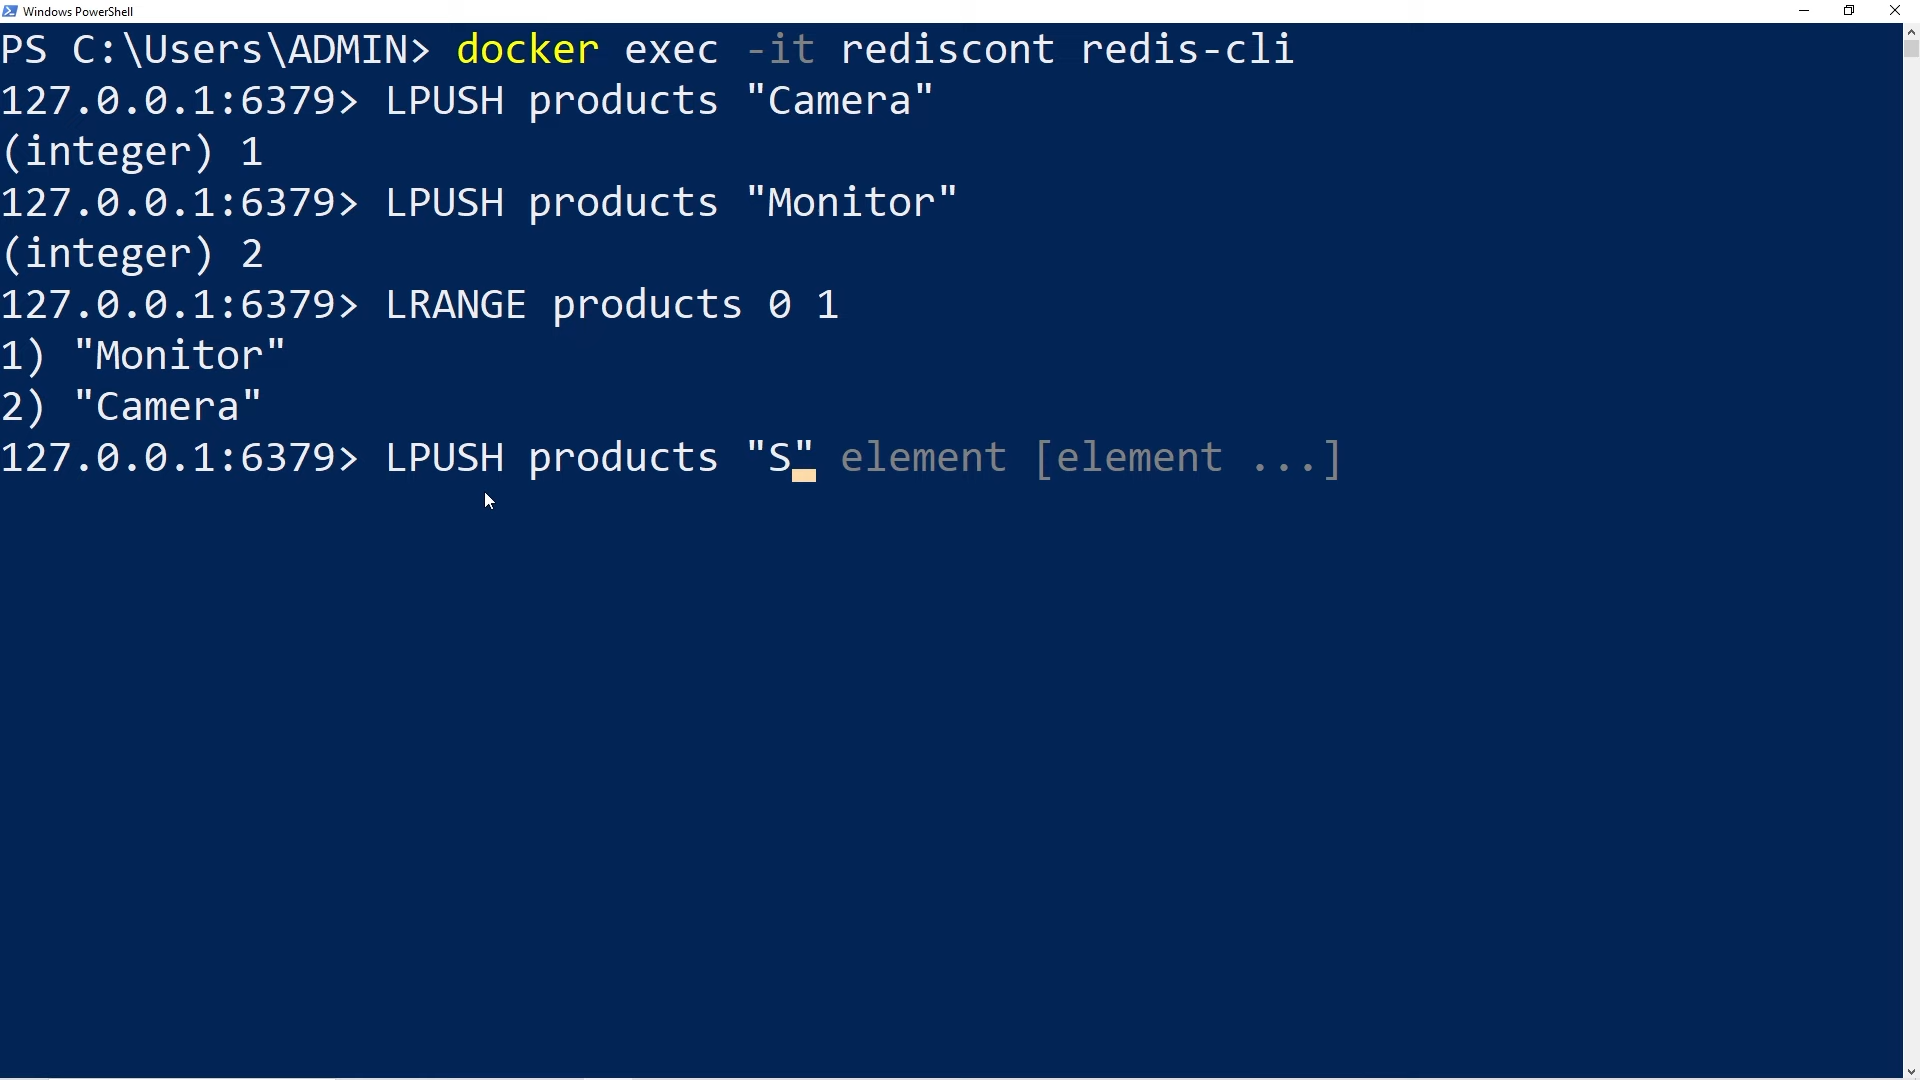 Windows PowerShell
PS C:\Users\ADMIN> docker exec -it rediscont redis-cli
127.0.0.1:6379> LPUSH products "Camera"
(integer) 1
127.0.0.1:6379> LPUSH products "Monitor"
(integer) 2
127.0.0.1:6379> LRANGE products 0 1
1) "Monitor"
2) "Camera"
127.0.0.1:6379> LPUSH products "S" element [element ...]